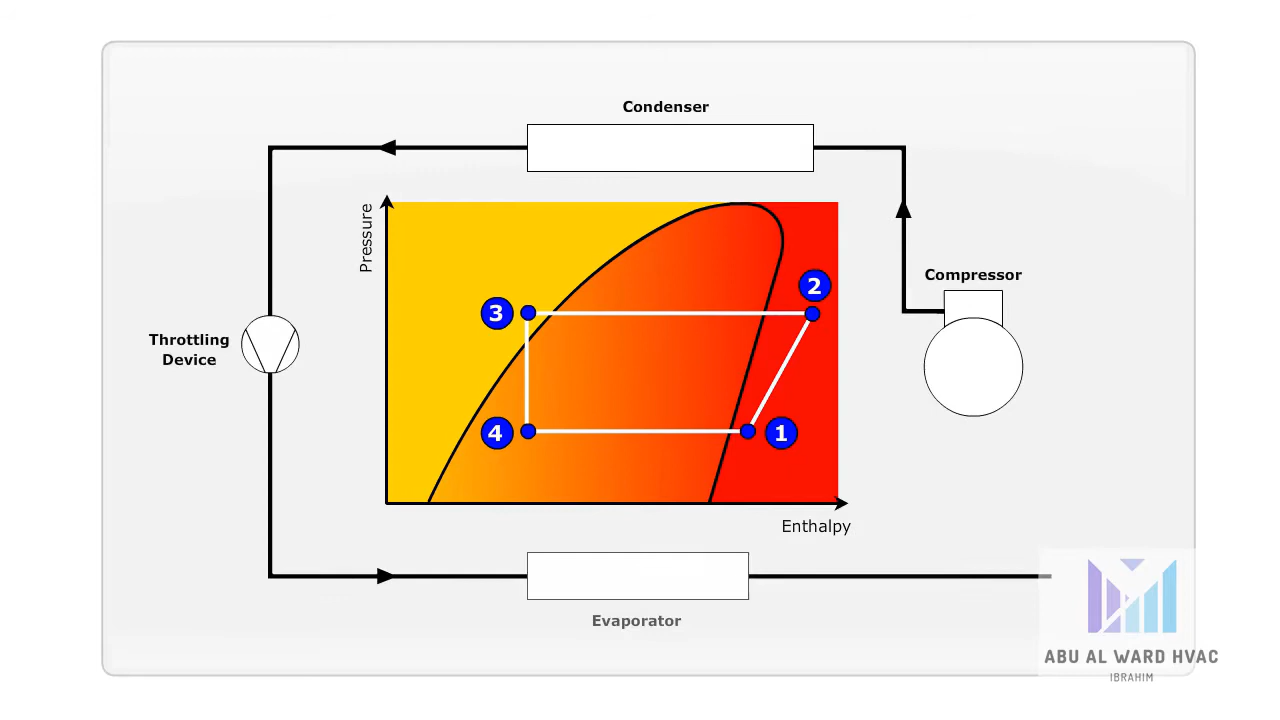 Condenser
Pressure
Compressor
2
3
Throttling
Device
4
1
Enthalpy
Evaporator
ABU AL WARD HVAC
IBRAHIM